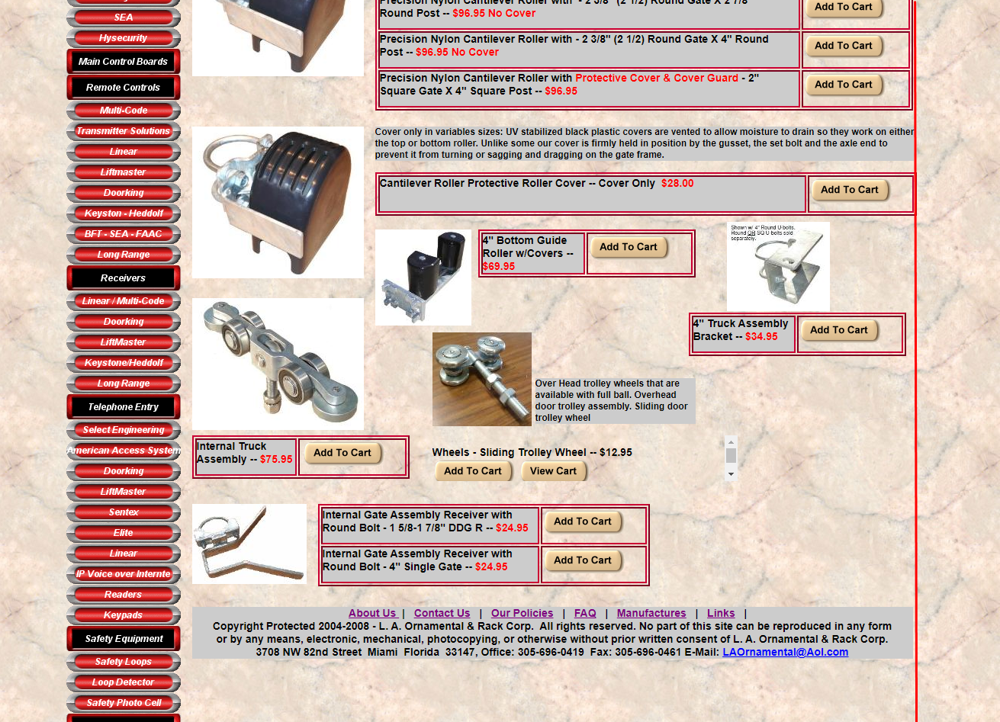 SEA
Hysecurity
Main Control Boards
Remote Controls
Multi-Code
Transmitter Solutions
Linear
Liftmaster
Doorking
Keyston - Heddolf
BFT - SEA - FAAC
Long Range
Receivers
Linear / Multi-Code
Doorking
LiftMaster
Keystone/Heddolf
Long Range
Telephone Entry
Select Engineering
American Access System
Doorking
LiftMaster
Sentex
Elite
Linear
IP Voice over Internte
Readers
Keypads
Safety Equipment
Safety Loops
Loop Detector
Safety Photo Cell
Precision Nylon Cantilever Roller with - 2 3/8" (2 1/2) Round Gate X 2 7/8"
Round Post -- $96.95 No Cover
Add To Cart
Precision Nylon Cantilever Roller with - 2 3/8" (2 1/2) Round Gate X 4" Round
Post -- $96.95 No Cover
Add To Cart
Precision Nylon Cantilever Roller with Protective Cover & Cover Guard - 2"
Square Gate X 4" Square Post -- $96.95
Add To Cart
Cover only in variables sizes: UV stabilized black plastic covers are vented to allow moisture to drain so they work on either
the top or bottom roller. Unlike some our cover is firmly held in position by the gusset, the set bolt and the axle end to
prevent it from turning or sagging and dragging on the gate frame.
Cantilever Roller Protective Roller Cover -- Cover Only $28.00
Add To Cart
4" Bottom Guide
Roller w/Covers --
$69.95
Add To Cart
Shown w/ 4" Round U-bolts.
Round OR SQ U-bolts sold
separately.
4" Truck Assembly
Bracket -- $34.95
Add To Cart
Over Head trolley wheels that are
available with full ball. Overhead
door trolley assembly. Sliding door
trolley wheel
Internal Truck
Assembly -- $75.95
Add To Cart
Wheels - Sliding Trolley Wheel -- $12.95
Add To Cart View Cart
Internal Gate Assembly Receiver with
Round Bolt - 1 5/8-1 7/8" DDG R -- $24.95
Add To Cart
Internal Gate Assembly Receiver with
Round Bolt - 4" Single Gate -- $24.95
Add To Cart
About Us | Contact Us | Our Policies | FAQ | Manufactures | Links |
Copyright Protected 2004-2008 - L. A. Ornamental & Rack Corp. All rights reserved. No part of this site can be reproduced in any form
or by any means, electronic, mechanical, photocopying, or otherwise without prior written consent of L. A. Ornamental & Rack Corp.
3708 NW 82nd Street Miami Florida 33147, Office: 305-696-0419 Fax: 305-696-0461 E-Mail: LAOrnamental@Aol.com